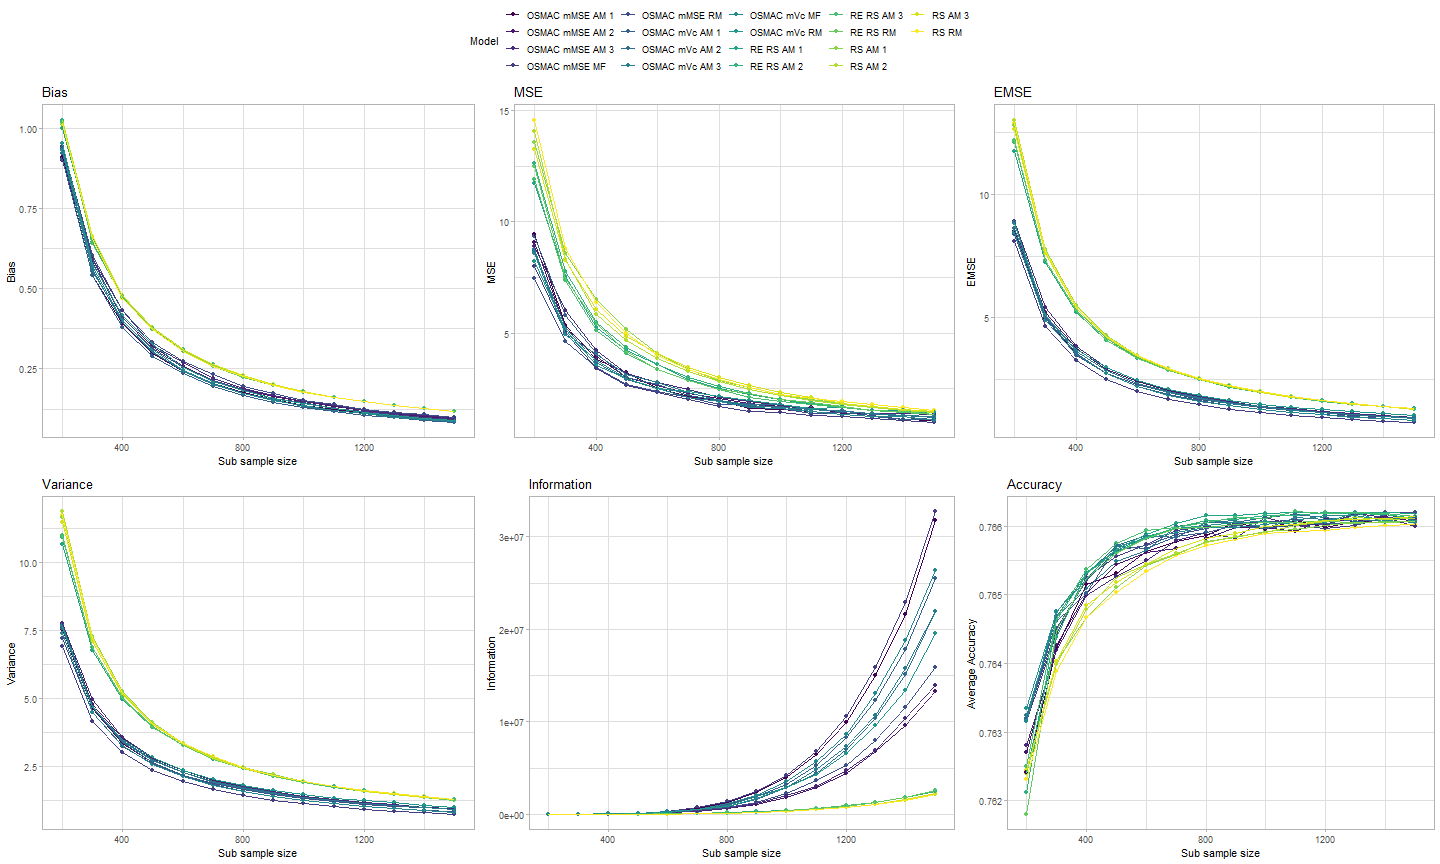 OSMAC mMSE AM 1 OSMAC mMSE RM OSMAC mVc MF RE RS AM 3 RS AM 3
OSMAC mMSE AM 2 OSMAC mVc AM 1 OSMAC mVc RM RE RS RM RS RM
Model
OSMAC mMSE AM 3 OSMAC mVc AM 2 RE RS AM 1 RS AM 1
OSMAC mMSE MF OSMAC mVc AM 3 RE RS AM 2 RS AM 2
Bias MSE EMSE
15
1.00
0.75
10 10
Bias MSE EMSE
0.50
5 5
0.25
400 800 1200 400 800 1200 400 800 1200
Sub sample size Sub sample size Sub sample size
Variance Information Accuracy
3e+07 0.766
10.0
0.765
2e+07
7.5
Variance Information Average Accuracy
0.764
5.0
1e+07
0.763
2.5
0e+00 0.762
400 800 1200 400 800 1200 400 800 1200
Sub sample size Sub sample size Sub sample size